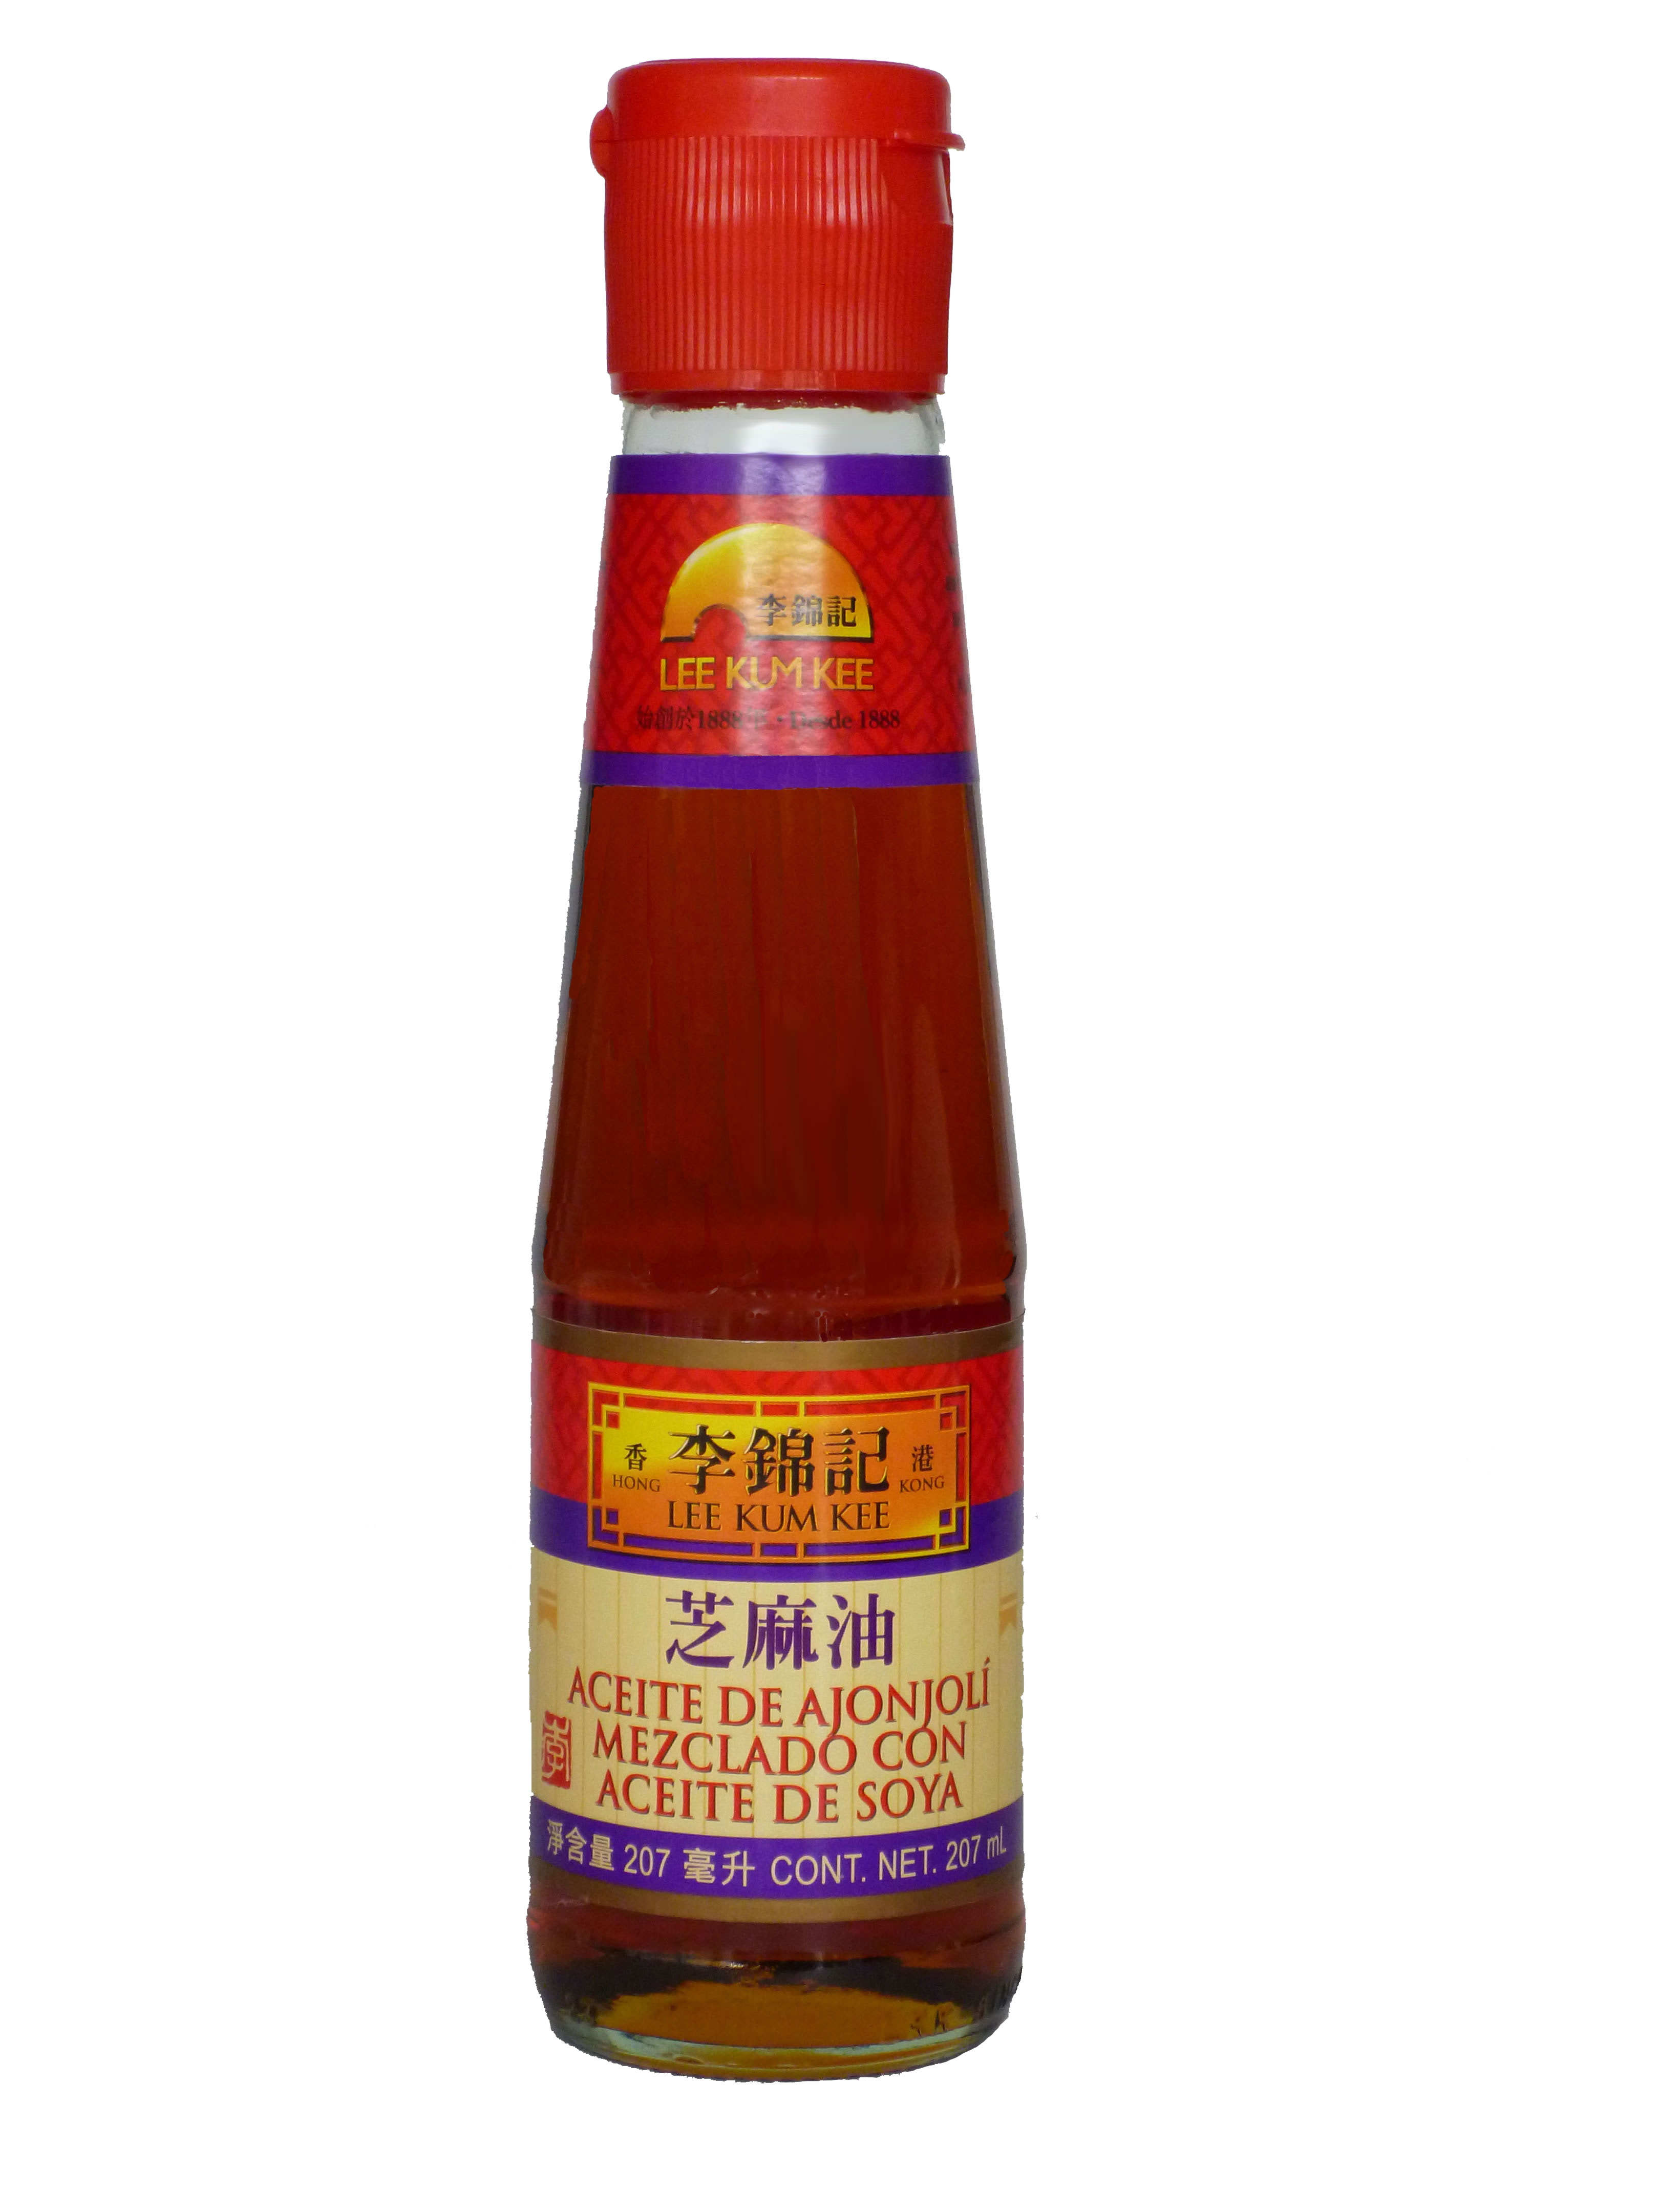 李錦記
LEE KUM KEE
始創於1888年・Desde 1888
香 李錦記 港
HONG LEE KUM KEE KONG
芝麻油
ACEITE DE AJONJOLÍ
MEZCLADO CON
ACEITE DE SOYA
李
淨含量 207 毫升 CONT. NET. 207 mL